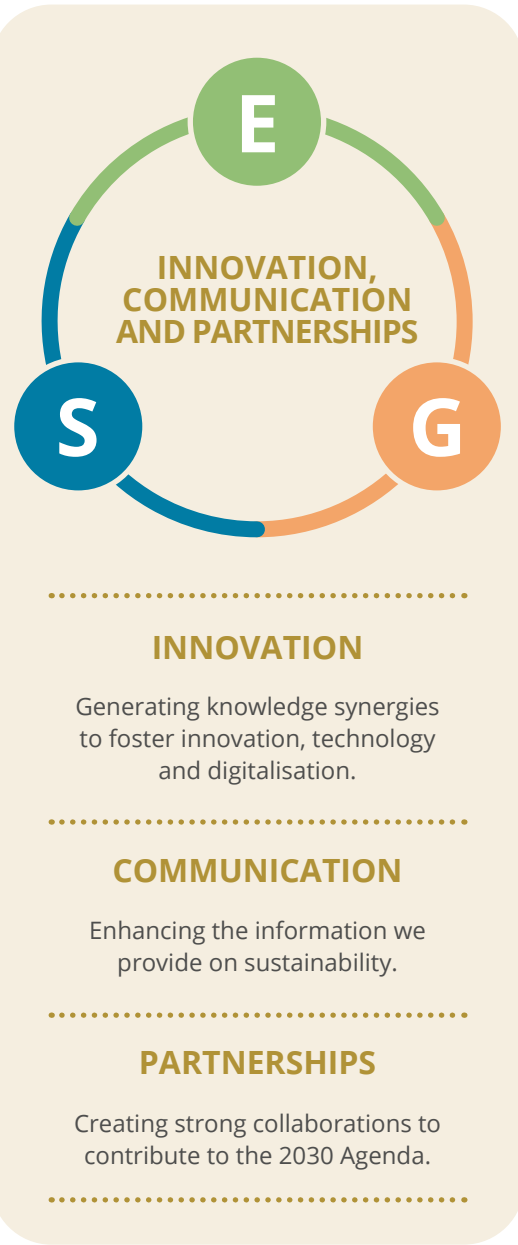 E
INNOVATION,
COMMUNICATION
AND PARTNERSHIPS
S
G
INNOVATION
Generating knowledge synergies
to foster innovation, technology
and digitalisation.
COMMUNICATION
Enhancing the information we
provide on sustainability.
PARTNERSHIPS
Creating strong collaborations to
contribute to the 2030 Agenda.